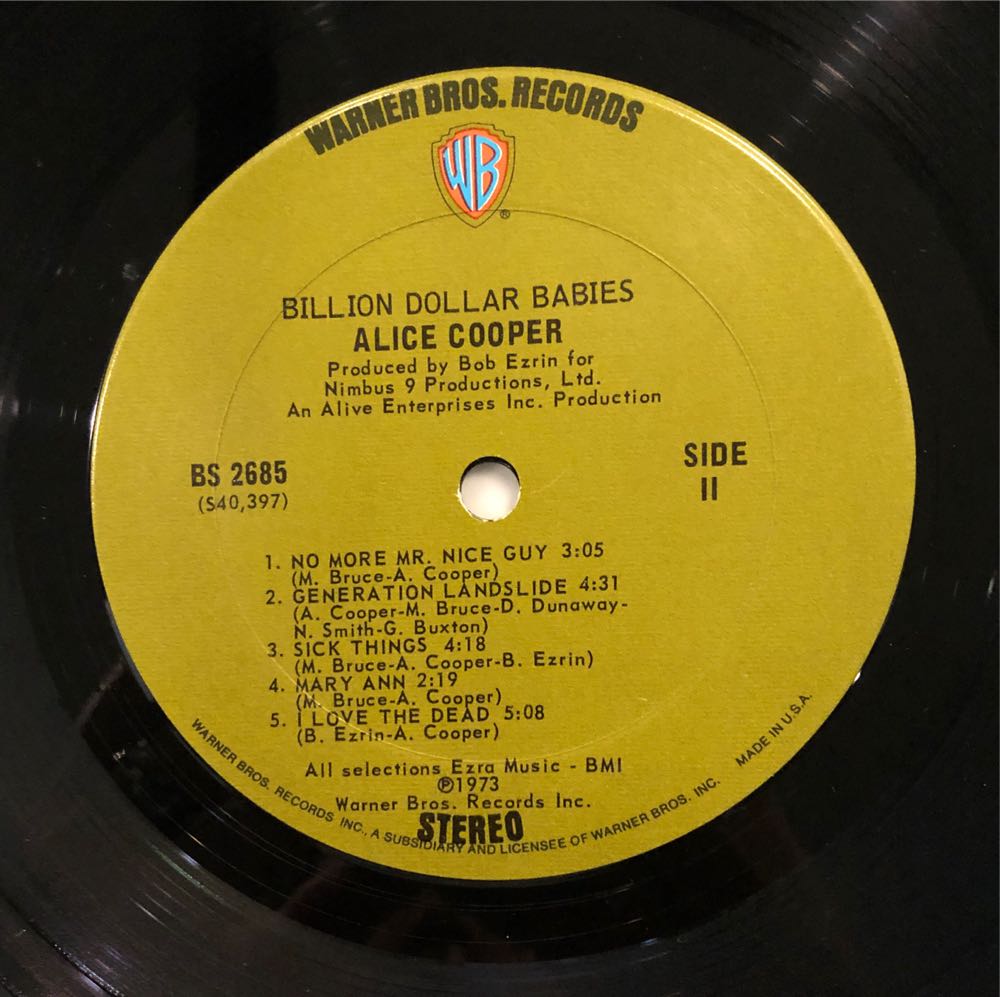 WARNER BROS. RECORDS
WB
®
BILLION DOLLAR BABIES
ALICE COOPER
Produced by Bob Ezrin for
Nimbus 9 Productions, Ltd.
An Alive Enterprises Inc. Production
BS 2685
(S40,397)
SIDE
II
1. NO MORE MR. NICE GUY 3:05
(M. Bruce-A. Cooper)
2. GENERATION LANDSLIDE 4:31
(A. Cooper-M. Bruce-D. Dunaway-
N. Smith-G. Buxton)
3. SICK THINGS 4:18
(M. Bruce-A. Cooper-B. Ezrin)
4. MARY ANN 2:19
(M. Bruce-A. Cooper)
5. I LOVE THE DEAD 5:08
(B. Ezrin-A. Cooper)
All selections Ezra Music - BMI
℗1973
Warner Bros. Records Inc.
STEREO
WARNER BROS. RECORDS INC., A SUBSIDIARY AND LICENSEE OF WARNER BROS. INC. MADE IN U.S.A.